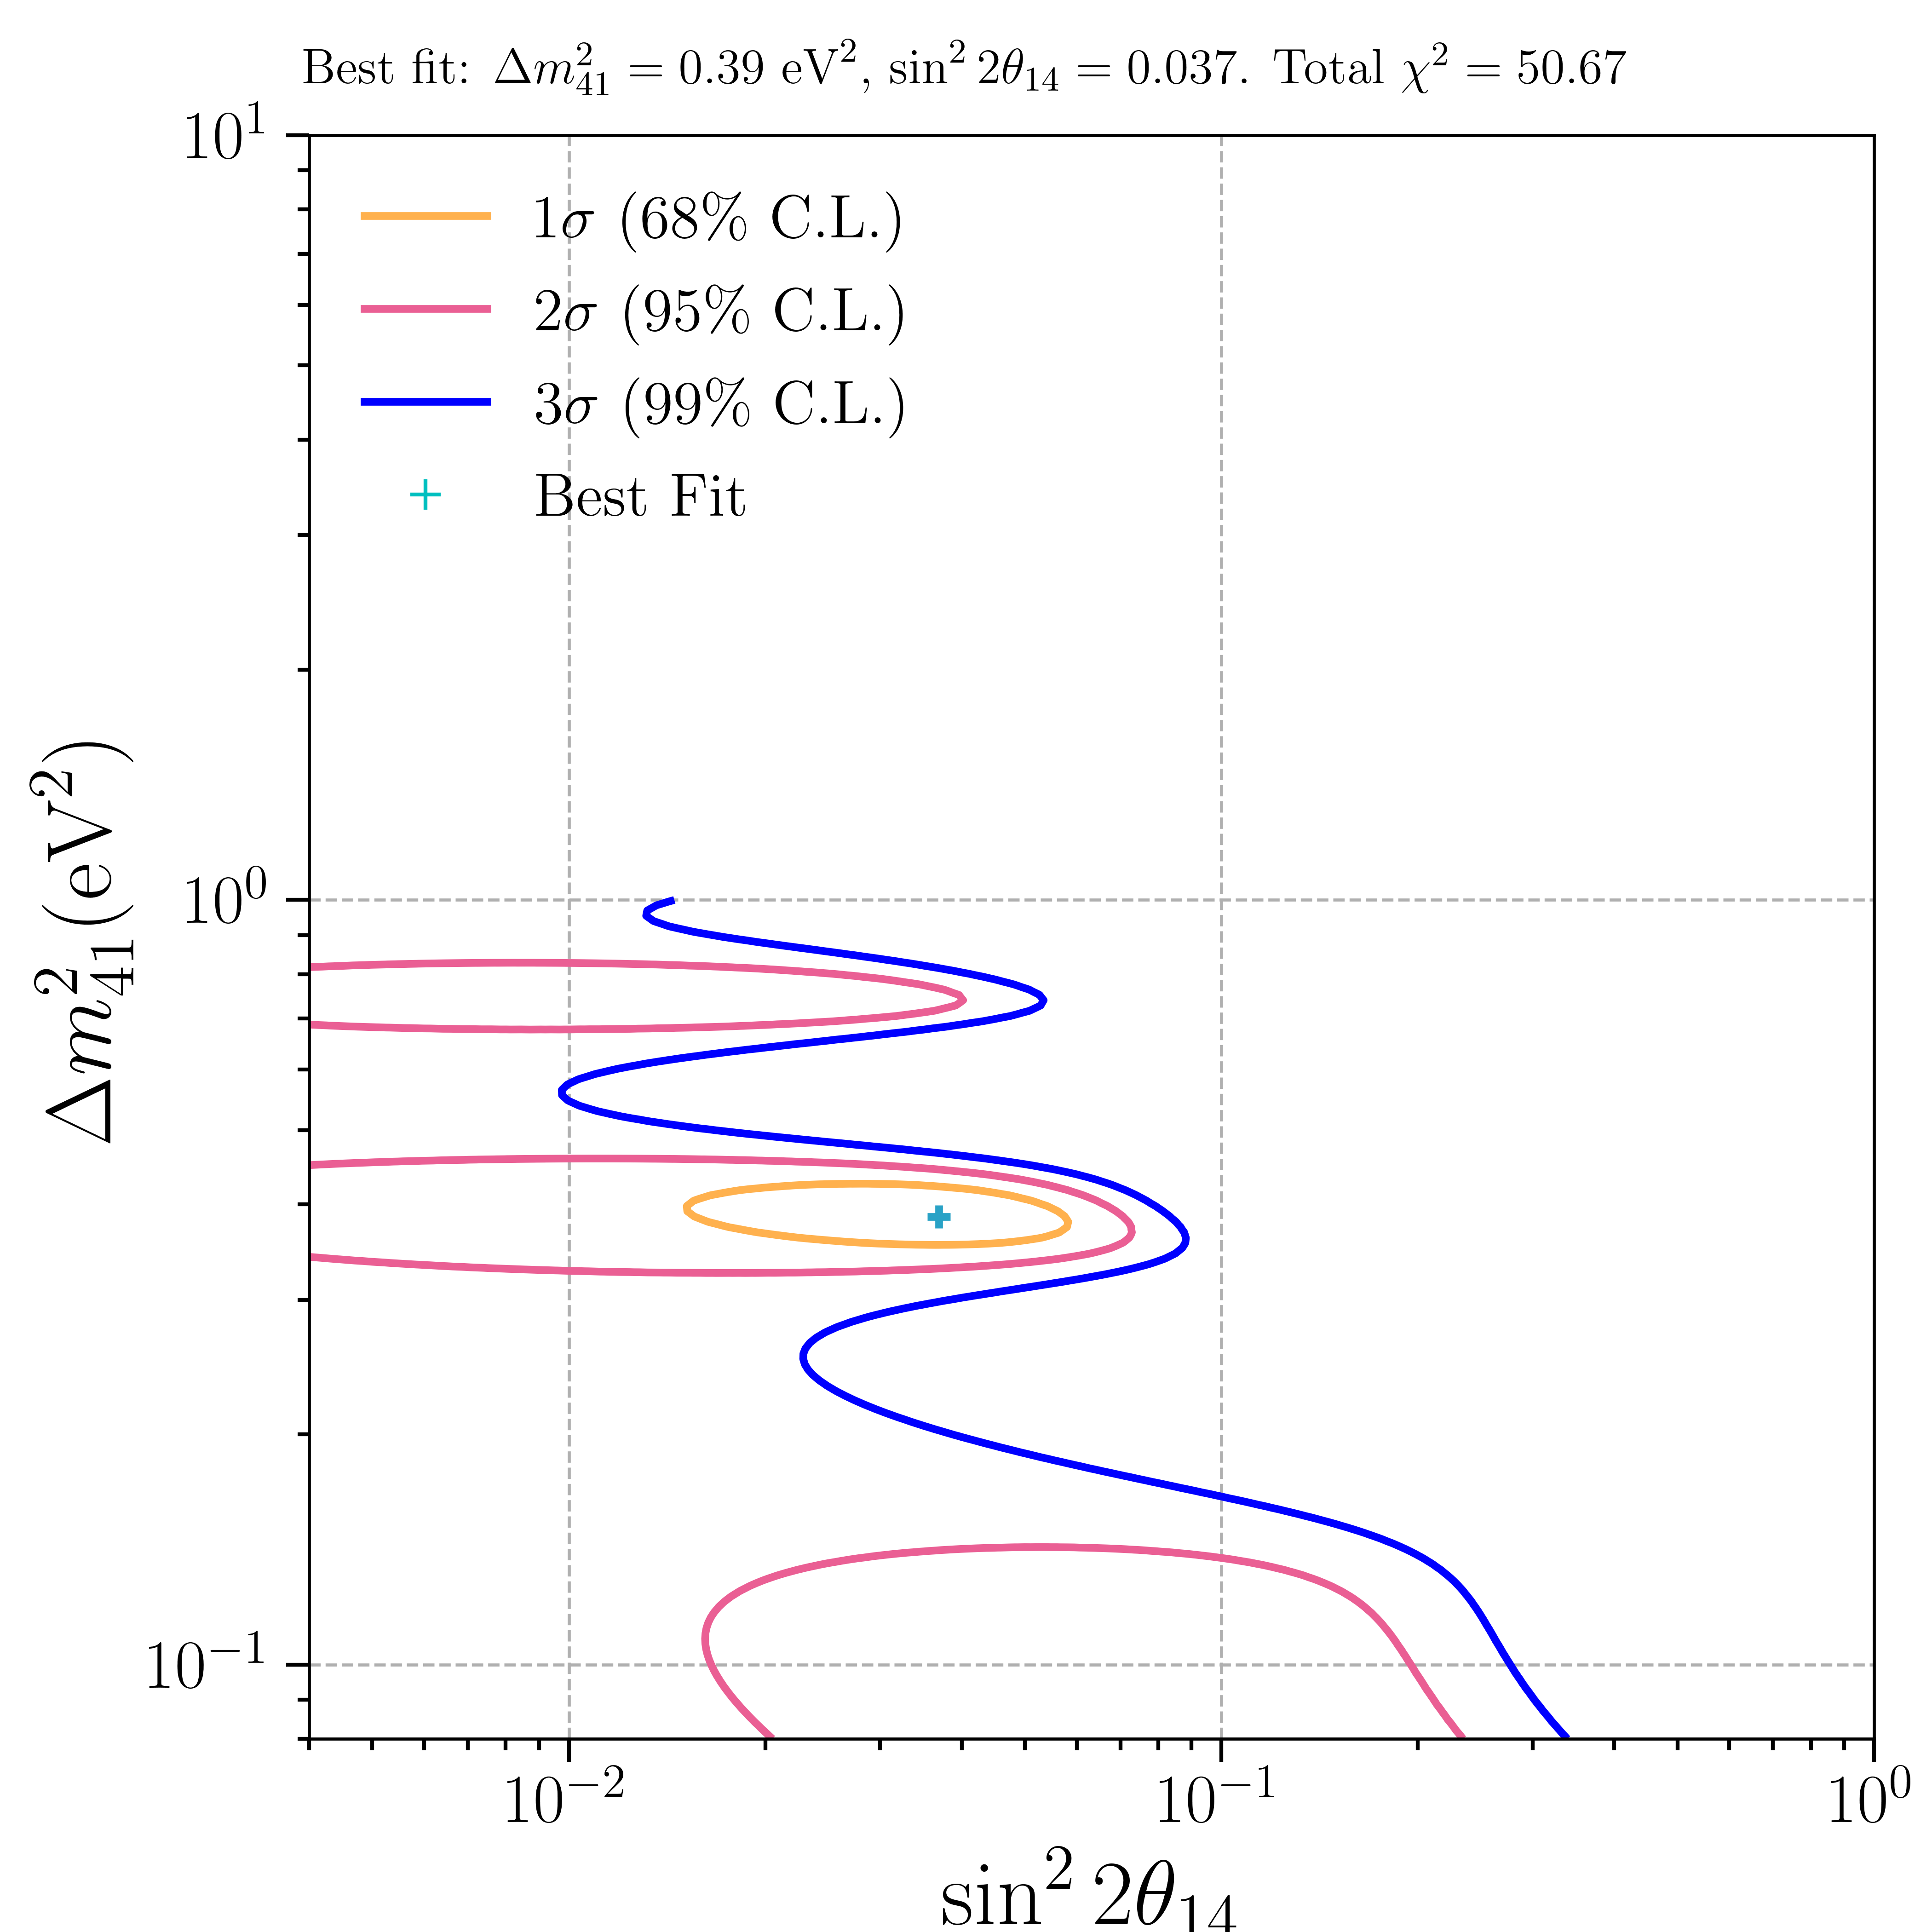 Best fit: Δm²₄₁ = 0.39 eV², sin² 2θ₁₄ = 0.037. Total χ² = 50.67
10¹
1σ (68% C.L.)
2σ (95% C.L.)
3σ (99% C.L.)
Best Fit
Δm²₄₁(eV²)
10⁰
10⁻¹
10⁻² 10⁻¹ 10⁰
sin² 2θ₁₄